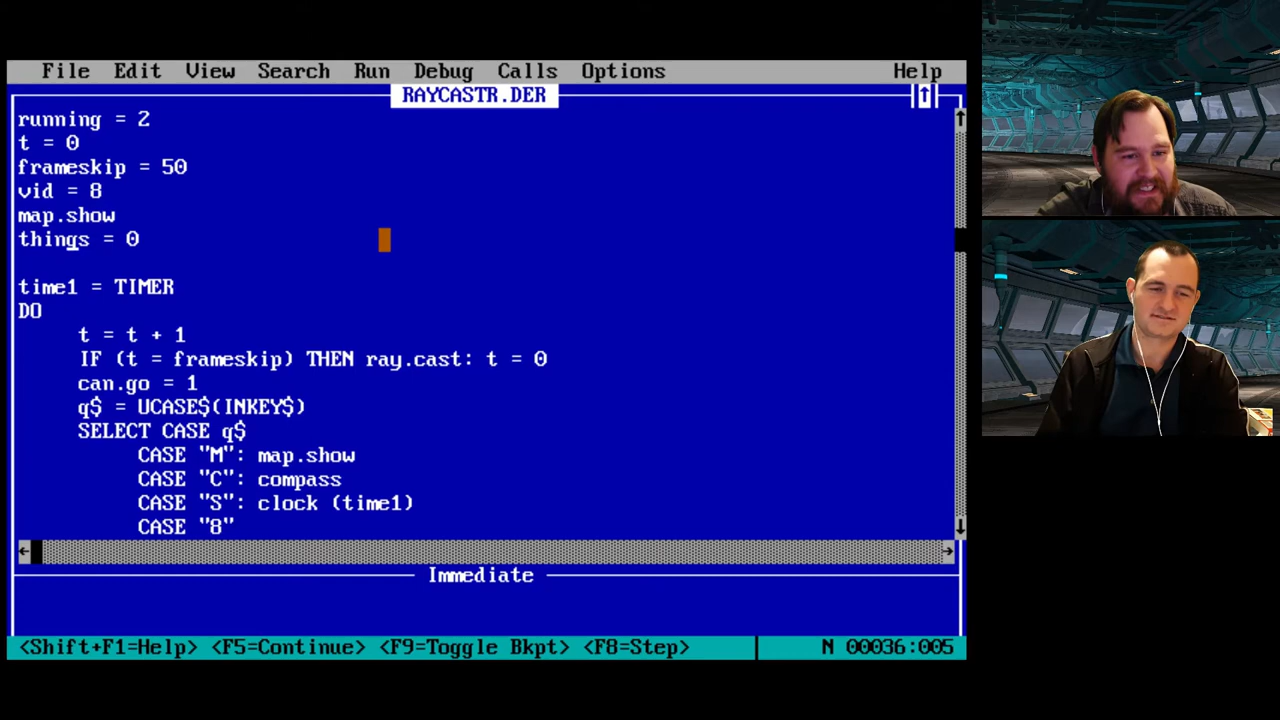 File Edit View Search Run Debug Calls Options Help
RAYCASTR.DER
running = 2
t = 0
frameskip = 50
vid = 8
map.show
things = 0
time1 = TIMER
DO
t = t + 1
IF (t = frameskip) THEN ray.cast: t = 0
can.go = 1
q$ = UCASE$(INKEY$)
SELECT CASE q$
CASE "M": map.show
CASE "C": compass
CASE "S": clock (time1)
CASE "8"
Immediate
<Shift+F1=Help> <F5=Continue> <F9=Toggle Bkpt> <F8=Step> N 00036:005